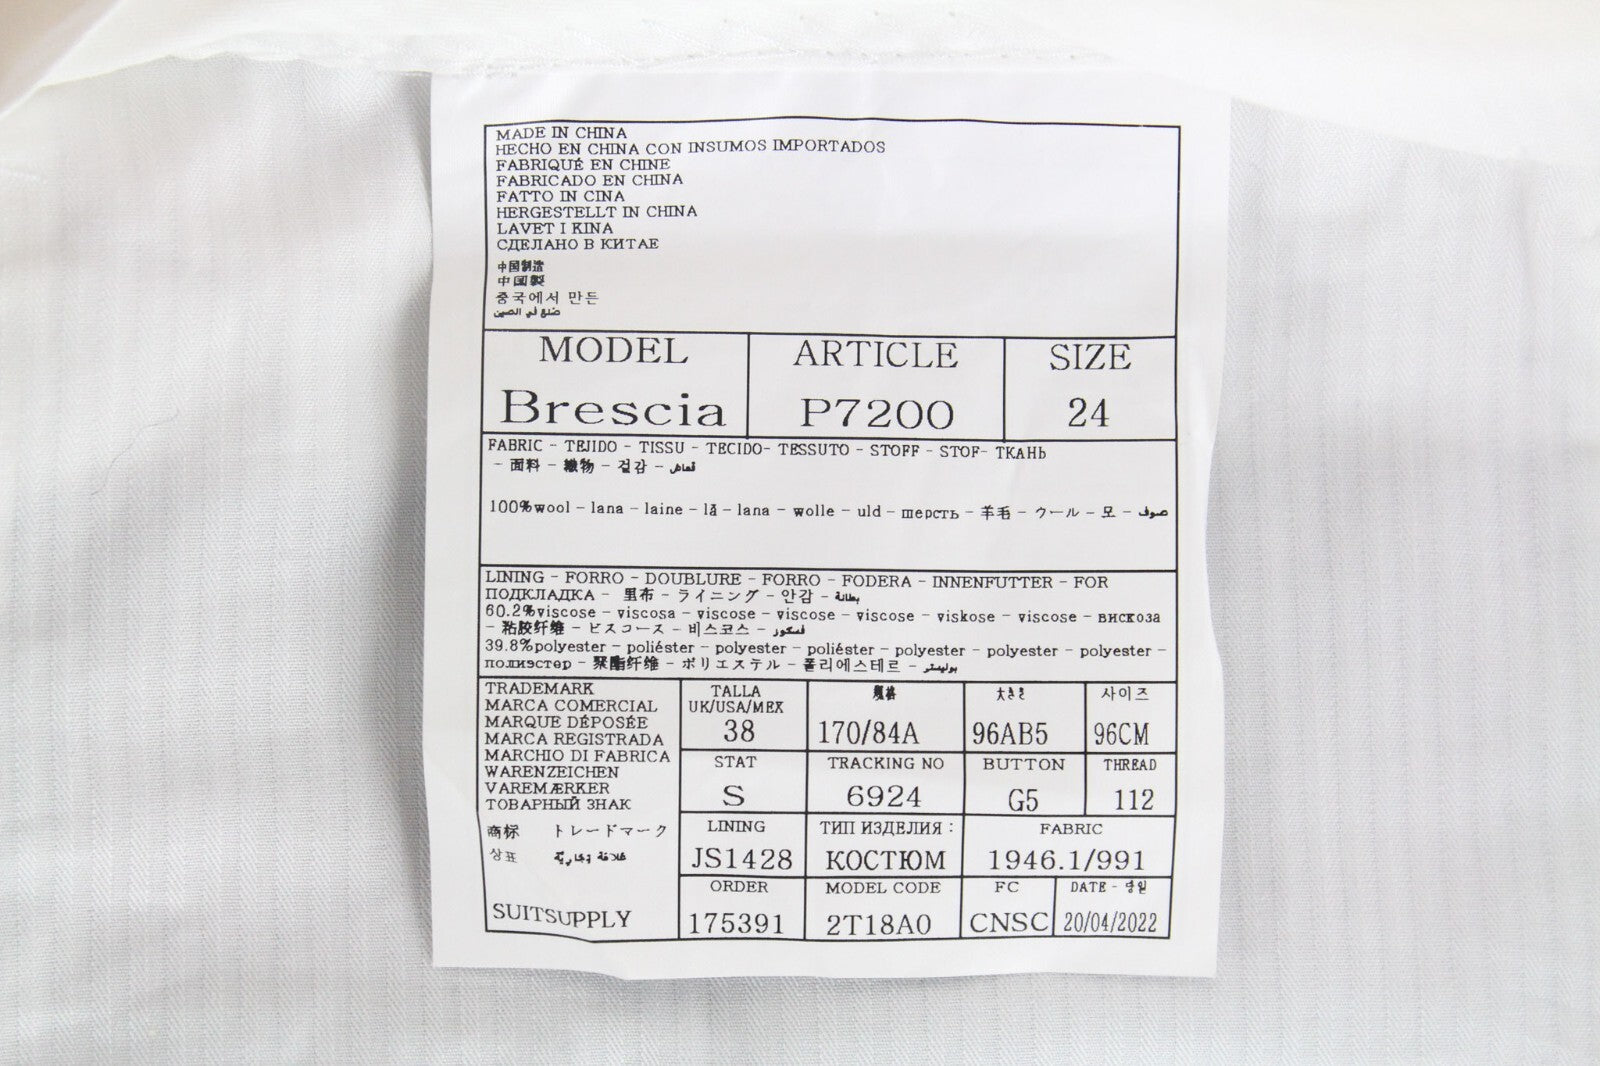 MADE IN CHINA
HECHO EN CHINA CON INSUMOS IMPORTADOS
FABRIQUÉ EN CHINE
FABRICADO EN CHINA
FATTO IN CINA
HERGESTELLT IN CHINA
LAVET I KINA
СДЕЛАНО В КИТАЕ
中国制造
中國製
중국에서 만든
صنع في الصين
MODEL ARTICLE SIZE
Brescia P7200 24
FABRIC - TEJIDO - TISSU - TECIDO- TESSUTO - STOFF - STOF- ТКАНЬ
- 面料 - 織物 - 겉감 - قماش
100%wool - lana - laine - lã - lana - wolle - uld - шерсть - 羊毛 - ウール - 모 - صوف
LINING - FORRO - DOUBLURE - FORRO - FODERA - INNENFUTTER - FOR
ПОДКЛАДКА - 里布 - ライニング - 안감 - بطانة
60.2%viscose - viscosa - viscose - viscose - viscose - viskose - viscose - вискоза
- 粘胶纤维 - ビスコース - 비스코스 - فسكوز
39.8%polyester - poliéster - polyester - poliéster - polyester - polyester - polyester -
полиэстер - 聚酯纤维 - ポリエステル - 폴리에스테르 - بوليستر
TRADEMARK
MARCA COMERCIAL
MARQUE DÉPOSÉE
MARCA REGISTRADA
MARCHIO DI FABRICA
WARENZEICHEN
VAREMÆRKER
ТОВАРНЫЙ ЗНАК
商标 トレードマーク
상표 علامة تجارية
SUITSUPPLY
TALLA UK/USA/MEX 規格 大きさ 사이즈
38 170/84A 96AB5 96CM
STAT TRACKING NO BUTTON THREAD
S 6924 G5 112
LINING ТИП ИЗДЕЛИЯ : FABRIC
JS1428 КОСТЮМ 1946.1/991
ORDER MODEL CODE FC DATE -
175391 2T18A0 CNSC 20/04/2022